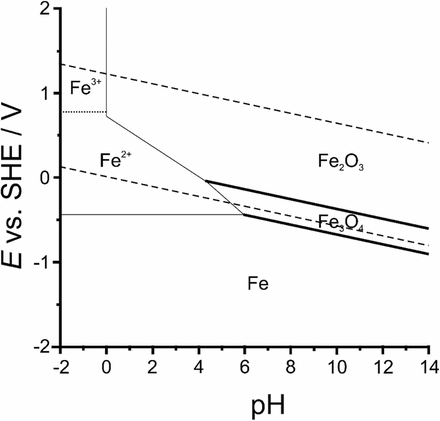 2
Fe³⁺
1
Fe²⁺
Fe₂O₃
0
Fe₃O₄
-1
Fe
-2
-2 0 2 4 6 8 10 12 14
E vs. SHE / V
pH